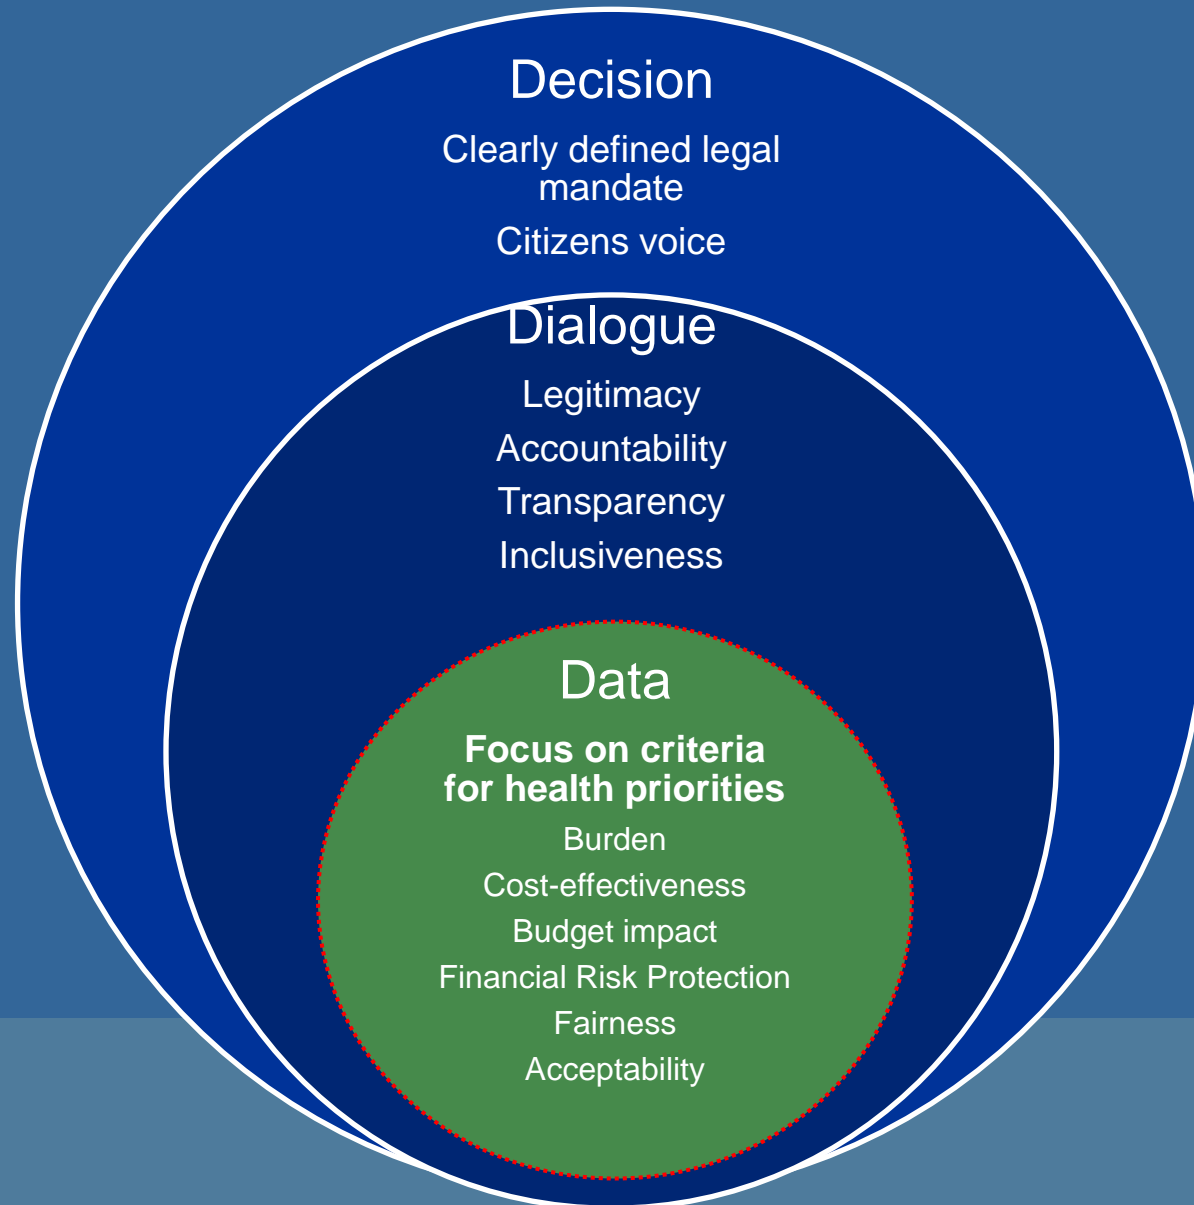 Decision
Clearly defined legal
mandate
Citizens voice
Dialogue
Legitimacy
Accountability
Transparency
Inclusiveness
Data
Focus on criteria
for health priorities
Burden
Cost-effectiveness
Budget impact
Financial Risk Protection
Fairness
Acceptability